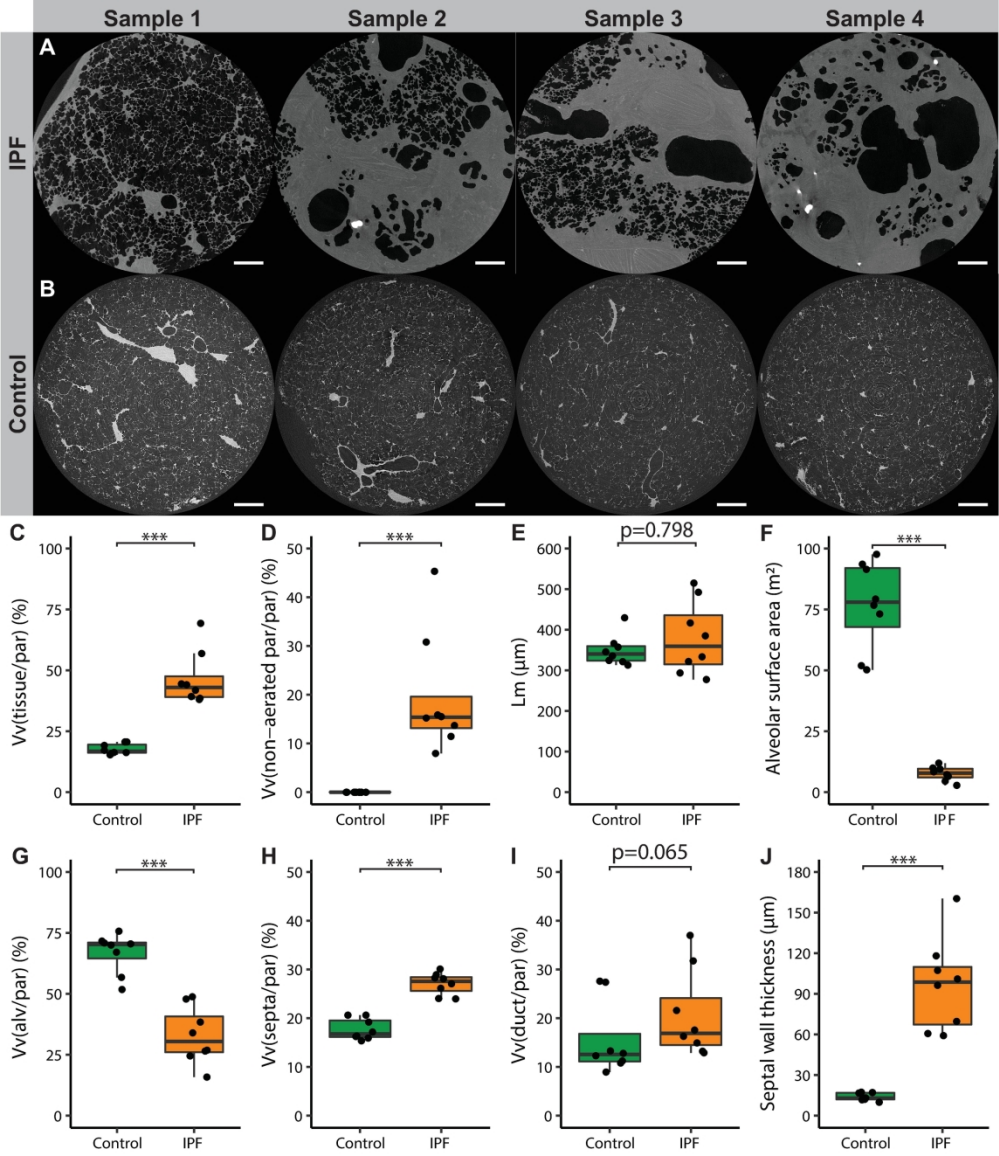 Sample 1 Sample 2 Sample 3 Sample 4
IPF
A
Control
B
C
Vv(tissue/par) (%)
100
75
50
25
0
***
Control IPF
D
Vv(non−aerated par/par) (%)
50
40
30
20
10
0
***
Control IPF
E
Lm (µm)
600
500
400
300
200
100
0
p=0.798
Control IPF
F
Alveolar surface area (m²)
100
75
50
25
0
***
Control IPF
G
Vv(alv/par) (%)
100
75
50
25
0
***
Control IPF
H
Vv(septa/par) (%)
50
40
30
20
10
0
***
Control IPF
I
Vv(duct/par) (%)
50
40
30
20
10
0
p=0.065
Control IPF
J
Septal wall thickness (µm)
180
150
120
90
60
30
0
***
Control IPF